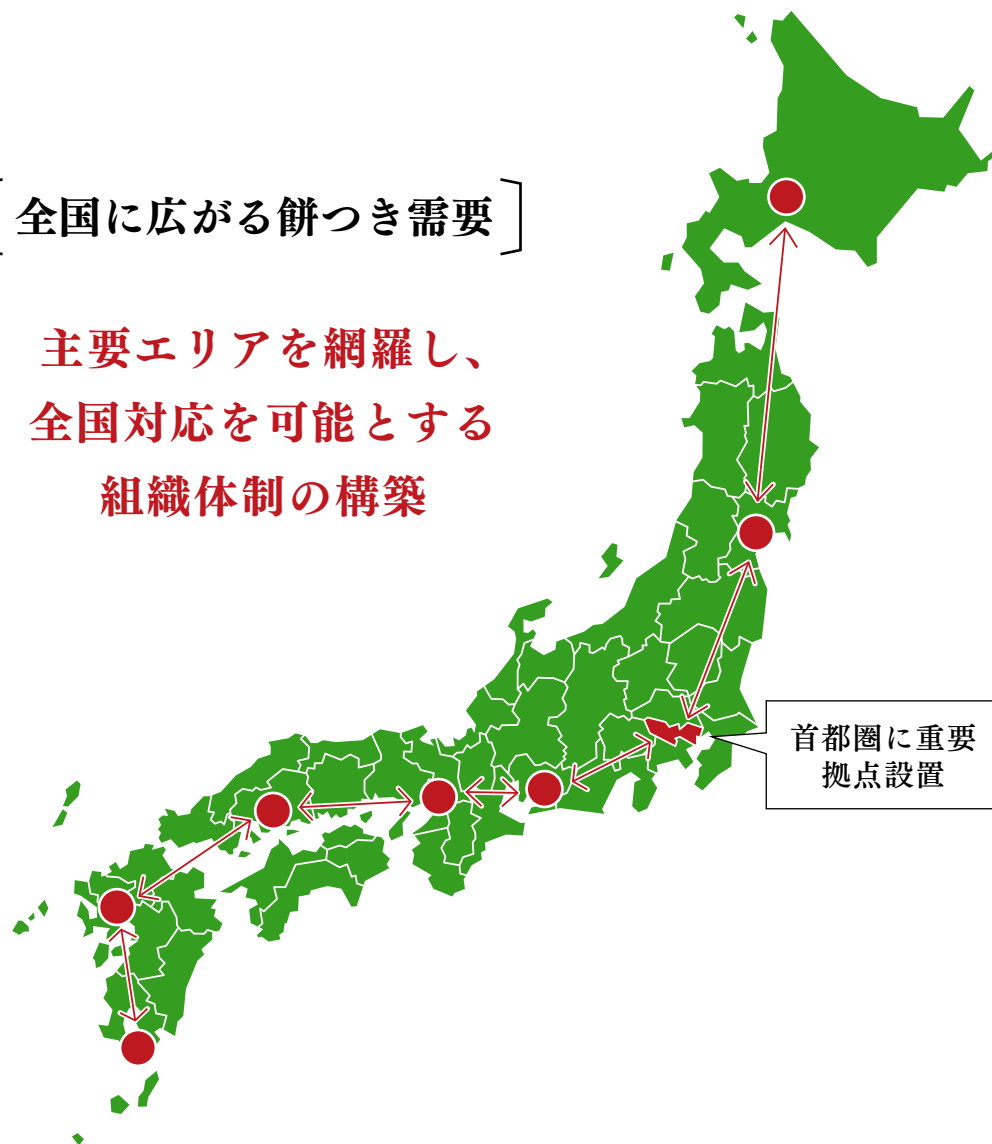 全国に広がる餅つき需要
主要エリアを網羅し、
全国対応を可能とする
組織体制の構築
首都圏に重要
拠点設置